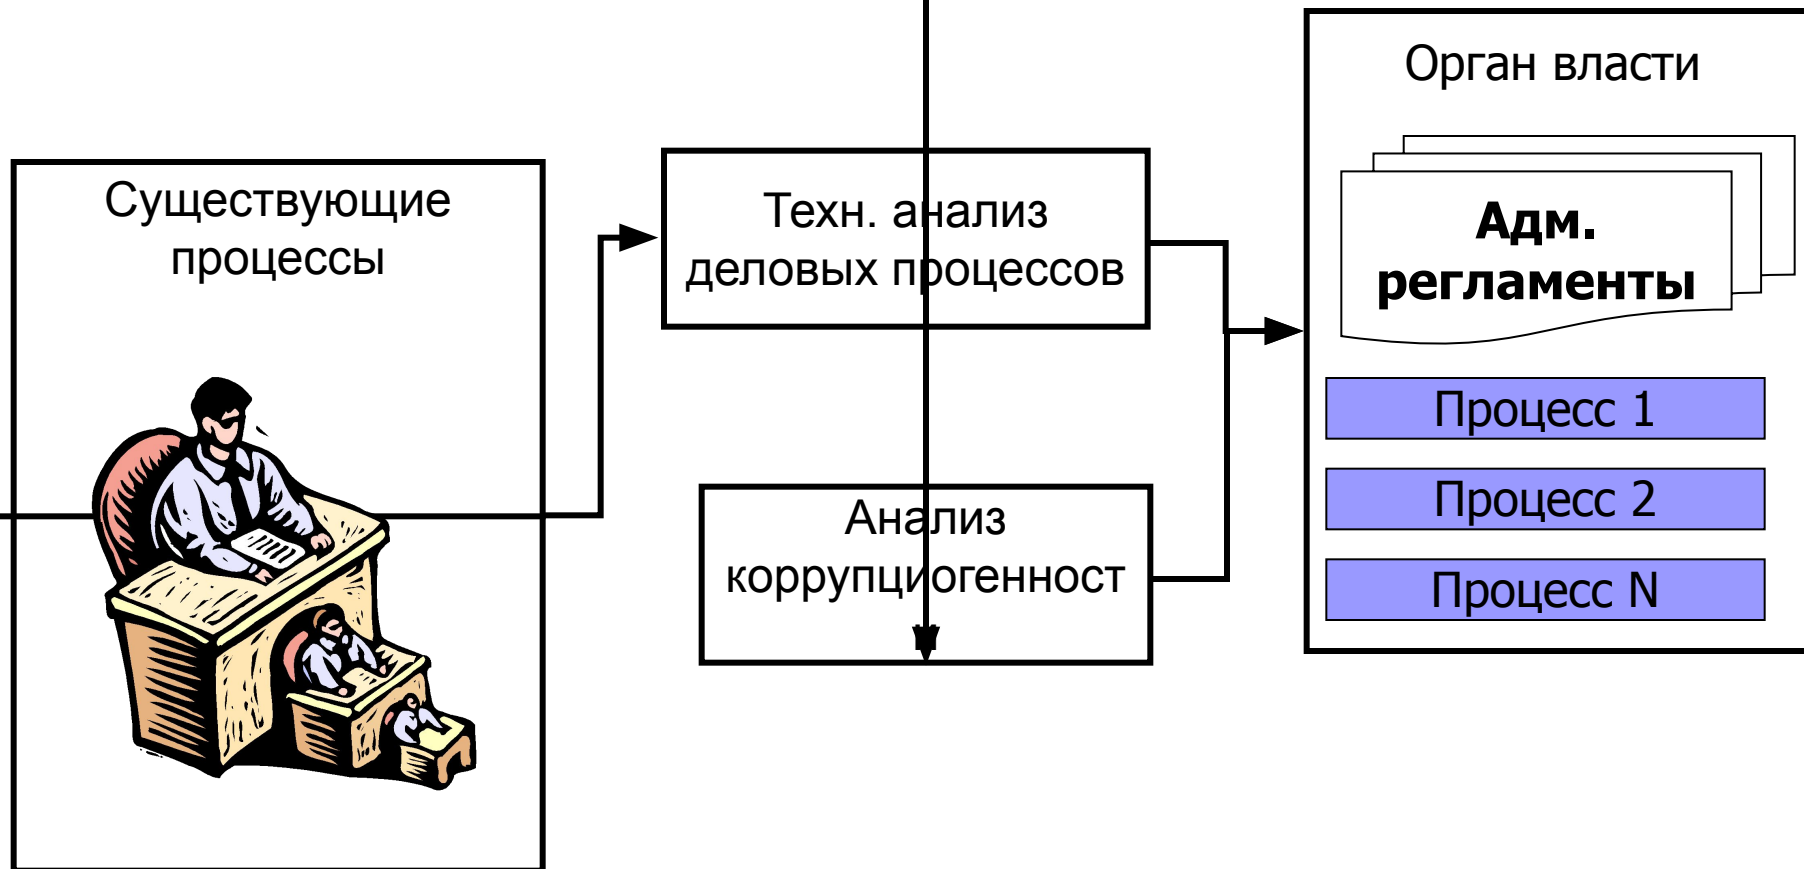 Существующие
процессы
Техн. анализ
деловых процессов
Анализ
коррупциогенност
Орган власти
Адм.
регламенты
Процесс 1
Процесс 2
Процесс N